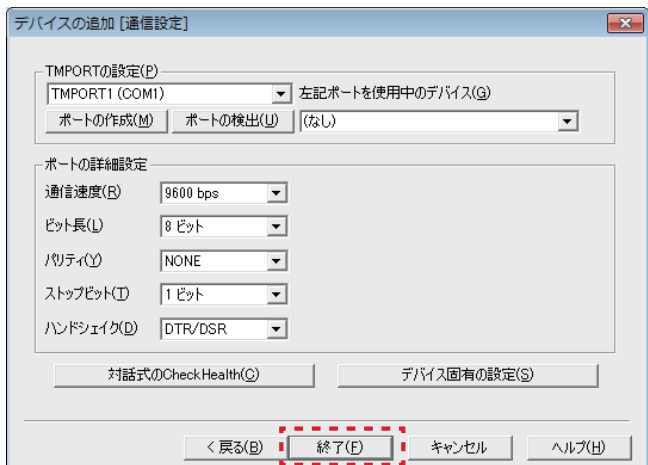 デバイスの追加 [通信設定]
TMPORTの設定(P)
TMPORT1 (COM1) 左記ポートを使用中のデバイス(G)
ポートの作成(M) ポートの検出(U) (なし)
ポートの詳細設定
通信速度(R) 9600 bps
ビット長(L) 8 ビット
パリティ(Y) NONE
ストップビット(T) 1 ビット
ハンドシェイク(D) DTR/DSR
対話式のCheckHealth(C) デバイス固有の設定(S)
< 戻る(B) 終了(F) キャンセル ヘルプ(H)